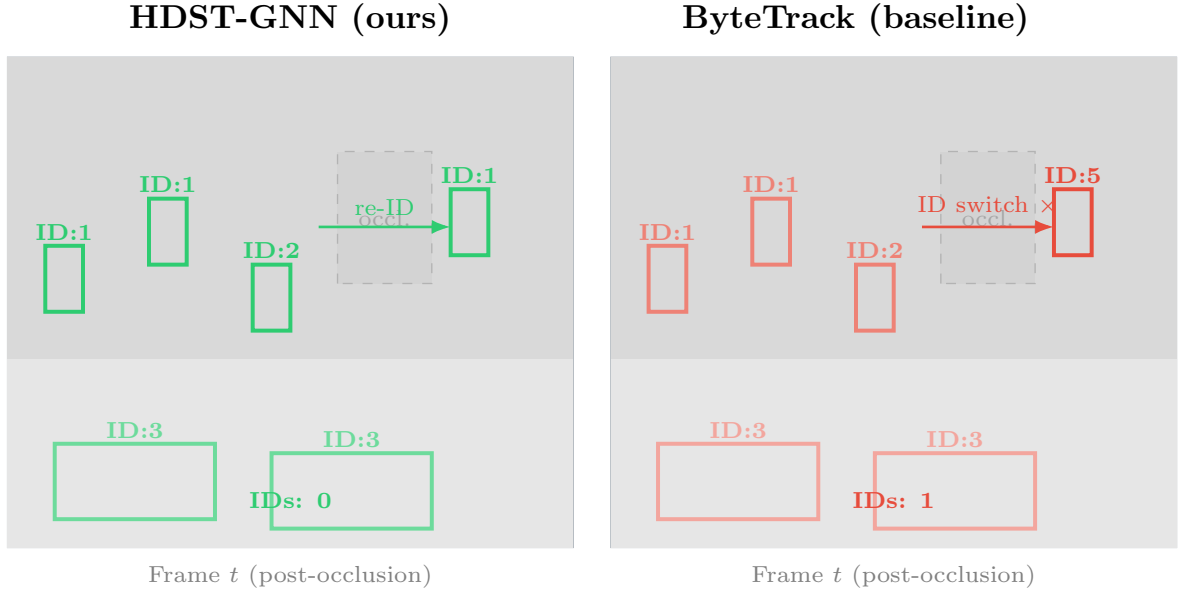 HDST-GNN (ours)
ID:1
ID:1
ID:1
ID:2
re-ID
occl.
ID:3
ID:3
IDs: 0
Frame t (post-occlusion)
ByteTrack (baseline)
ID:1
ID:5
ID:1
ID:2
ID switch ×
occl.
ID:3
ID:3
IDs: 1
Frame t (post-occlusion)